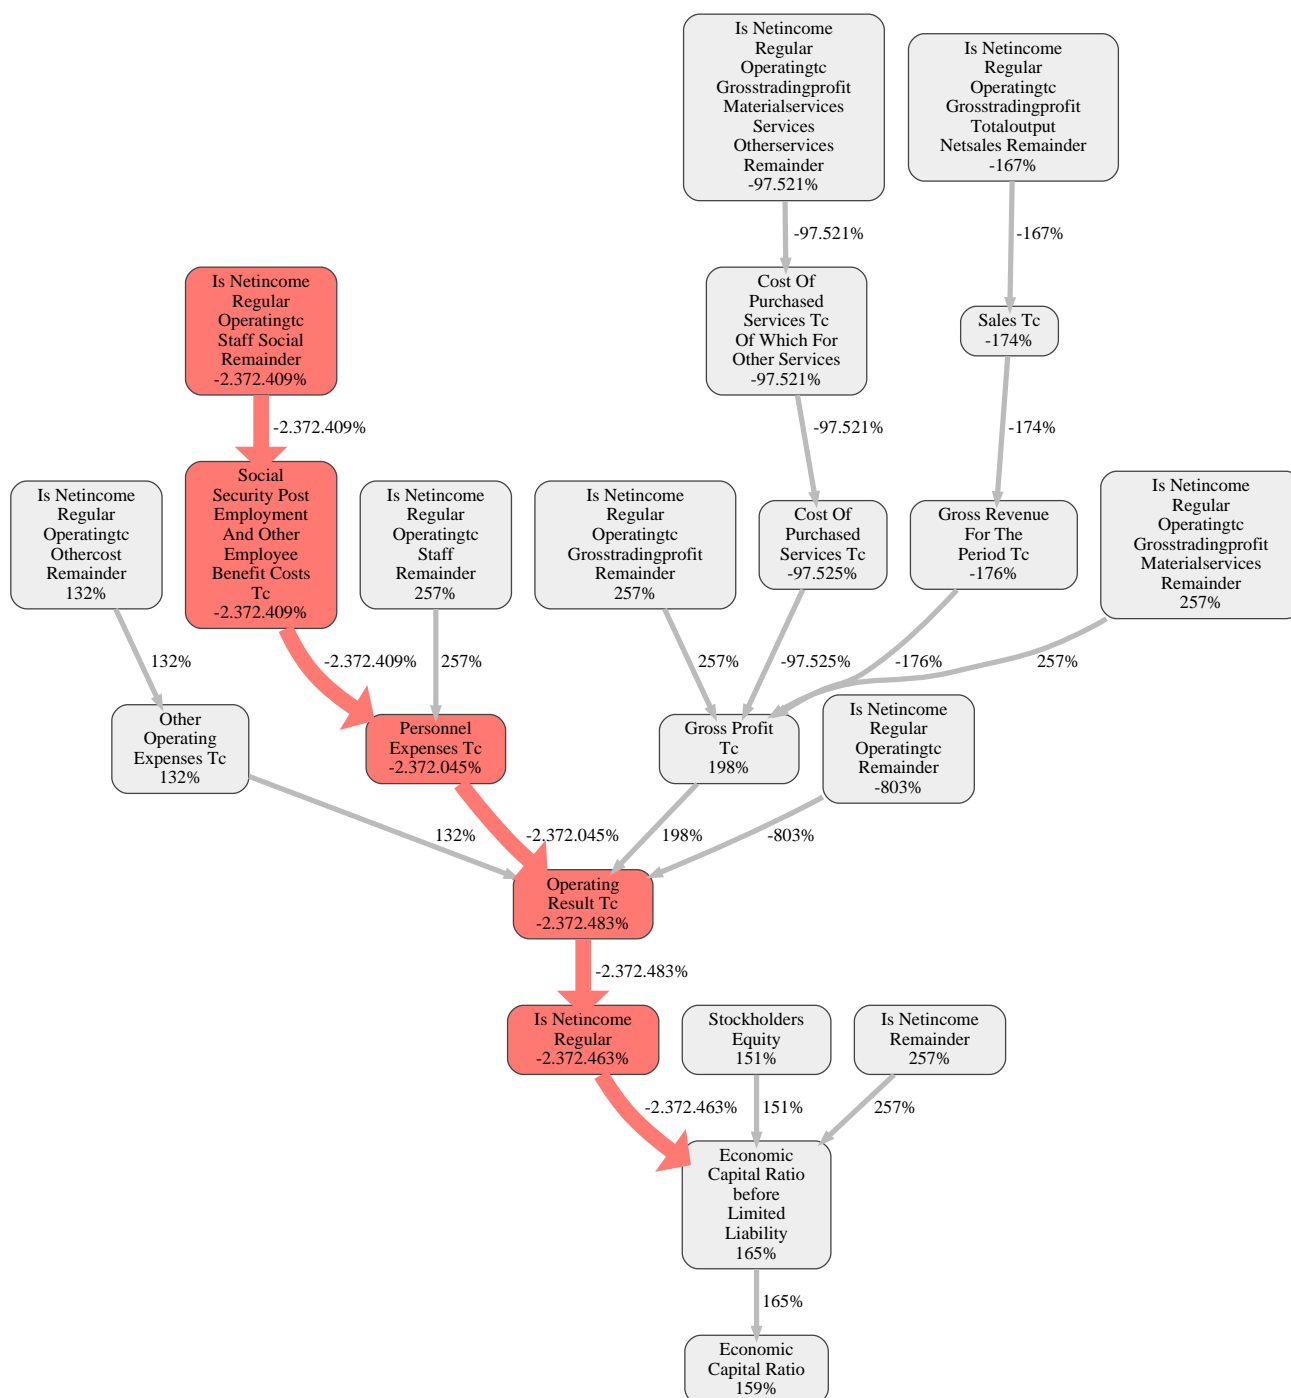 Is Netincome
Regular
Operatingtc
Grosstradingprofit
Materialservices
Services
Otherservices
Remainder
-97.521%
Is Netincome
Regular
Operatingtc
Grosstradingprofit
Totaloutput
Netsales Remainder
-167%
-97.521%
-167%
Is Netincome
Regular
Operatingtc
Staff Social
Remainder
-2.372.409%
Cost Of
Purchased
Services Tc
Of Which For
Other Services
-97.521%
Sales Tc
-174%
-2.372.409%
-97.521%
-174%
Is Netincome
Regular
Operatingtc
Othercost
Remainder
132%
Social
Security Post
Employment
And Other
Employee
Benefit Costs
Tc
-2.372.409%
Is Netincome
Regular
Operatingtc
Staff
Remainder
257%
Is Netincome
Regular
Operatingtc
Grosstradingprofit
Remainder
257%
Cost Of
Purchased
Services Tc
-97.525%
Gross Revenue
For The
Period Tc
-176%
Is Netincome
Regular
Operatingtc
Grosstradingprofit
Materialservices
Remainder
257%
132%
-2.372.409%
257%
257%
-97.525%
-176%
257%
Other
Operating
Expenses Tc
132%
Personnel
Expenses Tc
-2.372.045%
Gross Profit
Tc
198%
Is Netincome
Regular
Operatingtc
Remainder
-803%
132%
-2.372.045%
198%
-803%
Operating
Result Tc
-2.372.483%
-2.372.483%
Is Netincome
Regular
-2.372.463%
Stockholders
Equity
151%
Is Netincome
Remainder
257%
-2.372.463%
151%
257%
Economic
Capital Ratio
before
Limited
Liability
165%
165%
Economic
Capital Ratio
159%